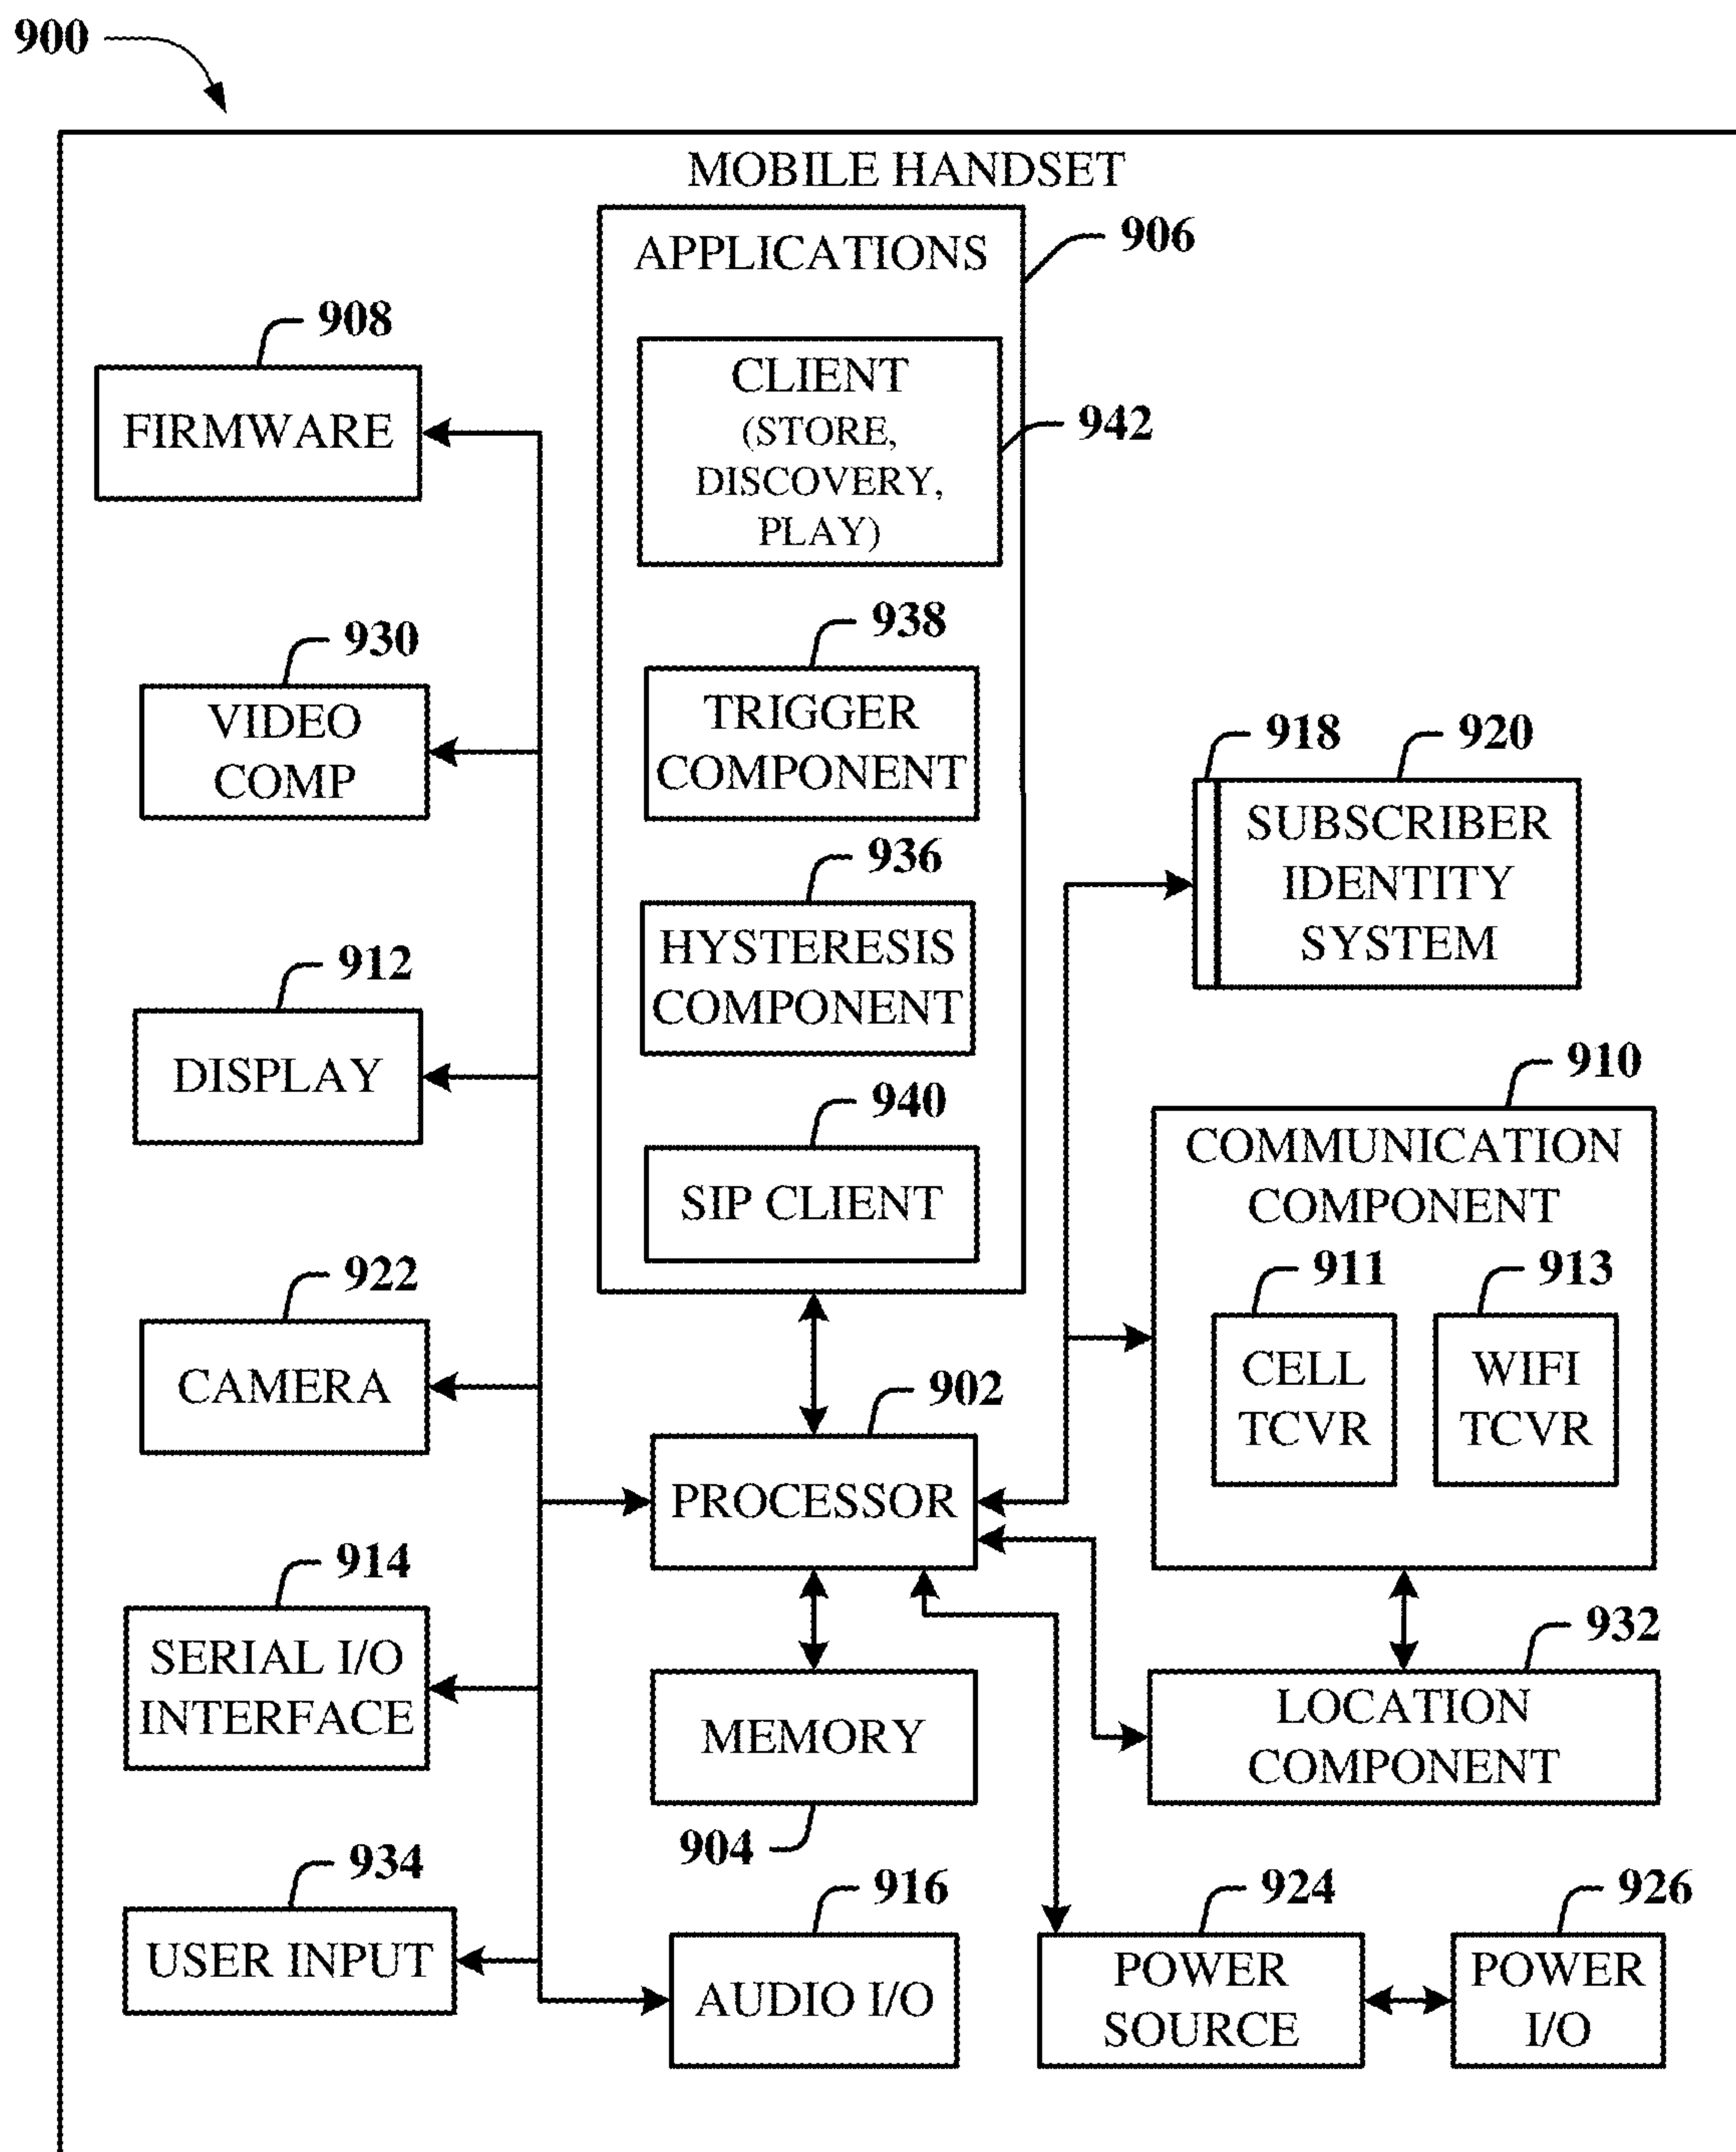 900
MOBILE HANDSET
APPLICATIONS
906
CLIENT
(STORE,
DISCOVERY,
PLAY)
942
938
TRIGGER
COMPONENT
936
HYSTERESIS
COMPONENT
940
SIP CLIENT
908
FIRMWARE
930
VIDEO
COMP
912
DISPLAY
922
CAMERA
914
SERIAL I/O
INTERFACE
934
USER INPUT
902
PROCESSOR
MEMORY
904
916
AUDIO I/O
918
920
SUBSCRIBER
IDENTITY
SYSTEM
910
COMMUNICATION
COMPONENT
911
CELL
TCVR
913
WIFI
TCVR
932
LOCATION
COMPONENT
924
POWER
SOURCE
926
POWER
I/O